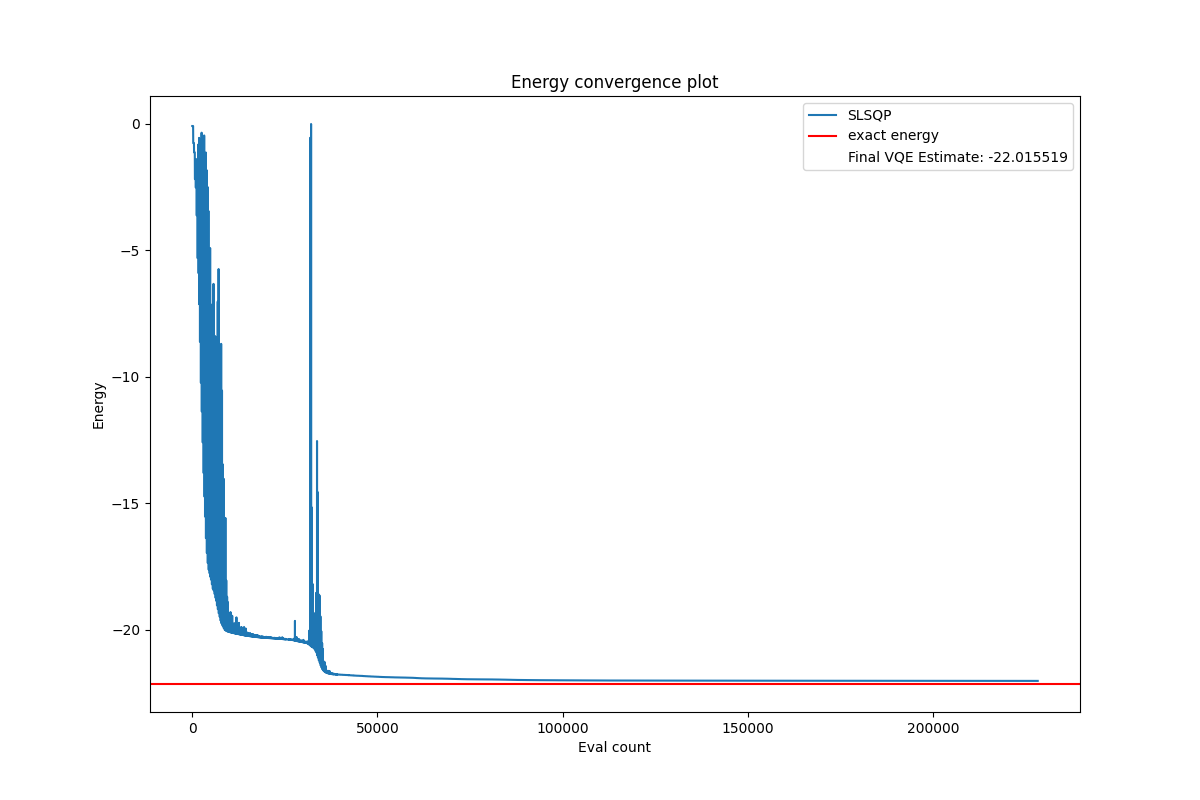 Energy convergence plot
SLSQP
exact energy
Final VQE Estimate: -22.015519
0
−5
−10
−15
−20
Energy
0
50000
100000
150000
200000
Eval count